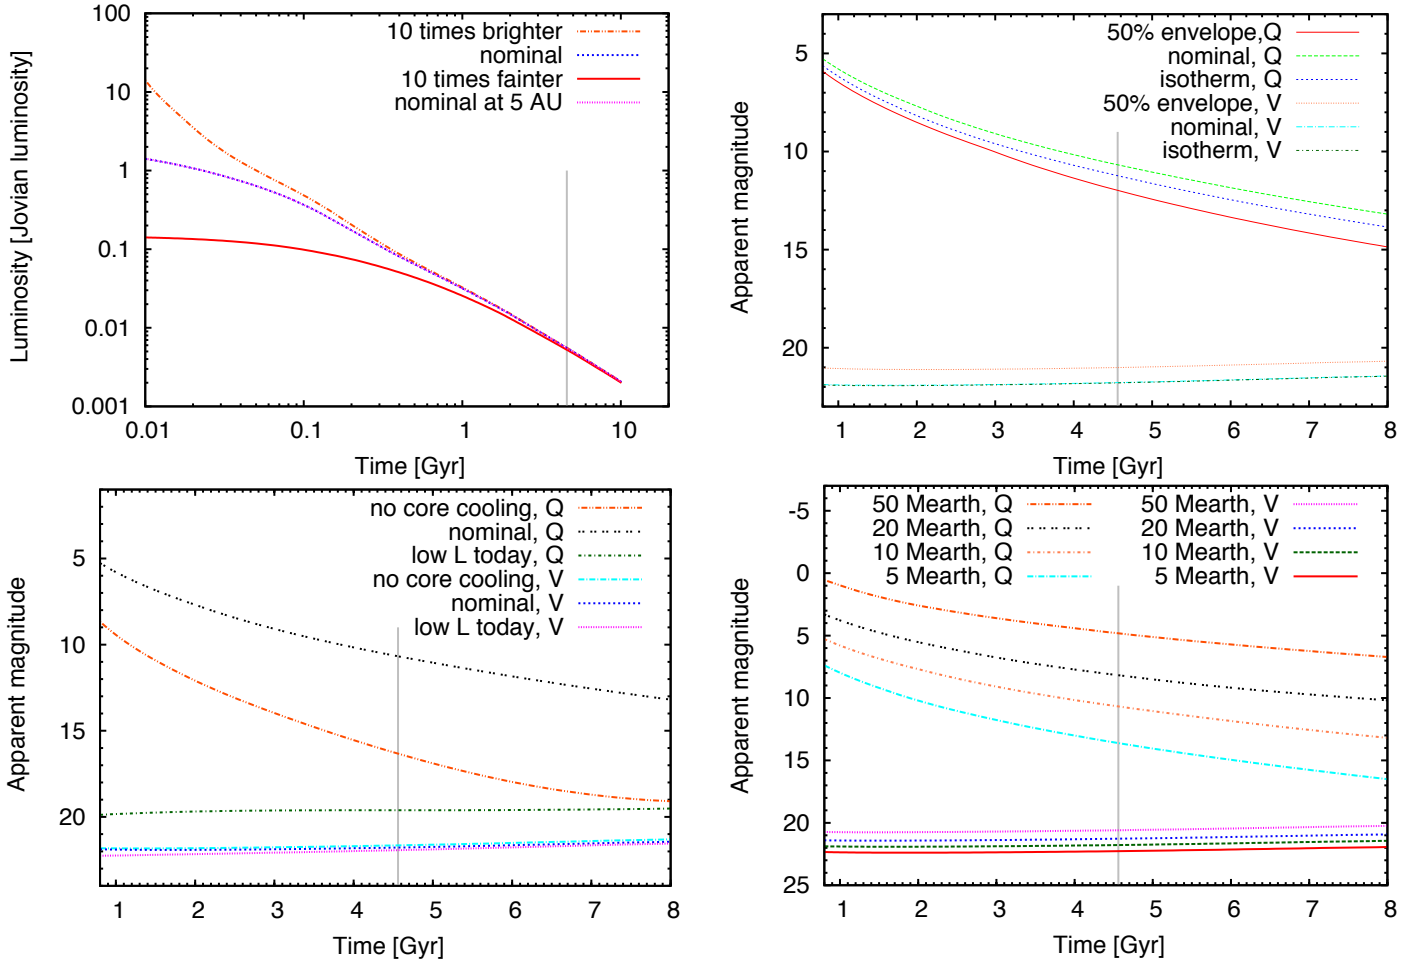 100
10
1
0.1
0.01
0.001
0.01 0.1 1 10
Luminosity [Jovian luminosity]
Time [Gyr]
10 times brighter
nominal
10 times fainter
nominal at 5 AU
5
10
15
20
1 2 3 4 5 6 7 8
Apparent magnitude
Time [Gyr]
50% envelope,Q
nominal, Q
isotherm, Q
50% envelope, V
nominal, V
isotherm, V
5
10
15
20
1 2 3 4 5 6 7 8
Apparent magnitude
Time [Gyr]
no core cooling, Q
nominal, Q
low L today, Q
no core cooling, V
nominal, V
low L today, V
-5
0
5
10
15
20
25
1 2 3 4 5 6 7 8
Apparent magnitude
Time [Gyr]
50 Mearth, Q
20 Mearth, Q
10 Mearth, Q
5 Mearth, Q
50 Mearth, V
20 Mearth, V
10 Mearth, V
5 Mearth, V